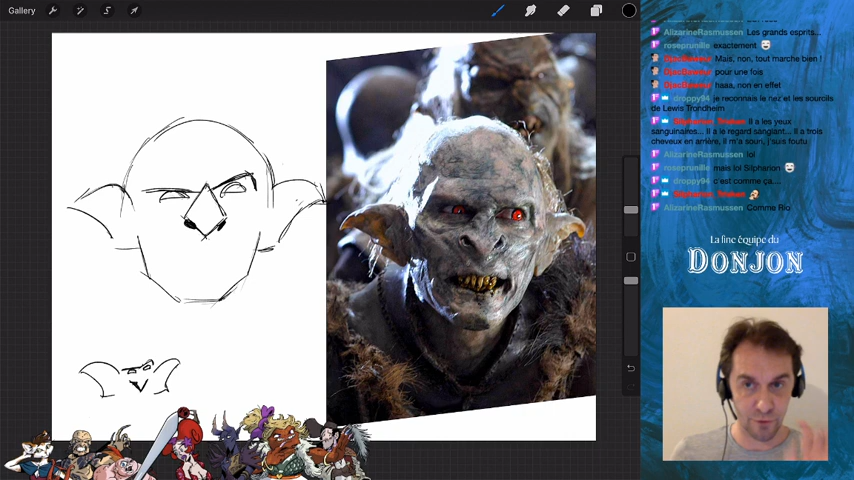 Gallery
AlizarineRasmussen Les grands esprits...
roseprunille exactement
Mais, non, tout marche bien !
pour une fois
haaa, non en effet
droppy94 je reconnais le nez et les sourcils
de Lewis Trondheim
Il a les yeux
sanguinaires... Il a le regard sanglant... Il a trois
cheveux en arrière, Il m'a souri, j'suis foutu
AlizarineRasmussen lol
roseprunille mais lol Silpharion
droppy94 c'est comme ça....
AlizarineRasmussen Comme Rio
La fine équipe du
DONJON